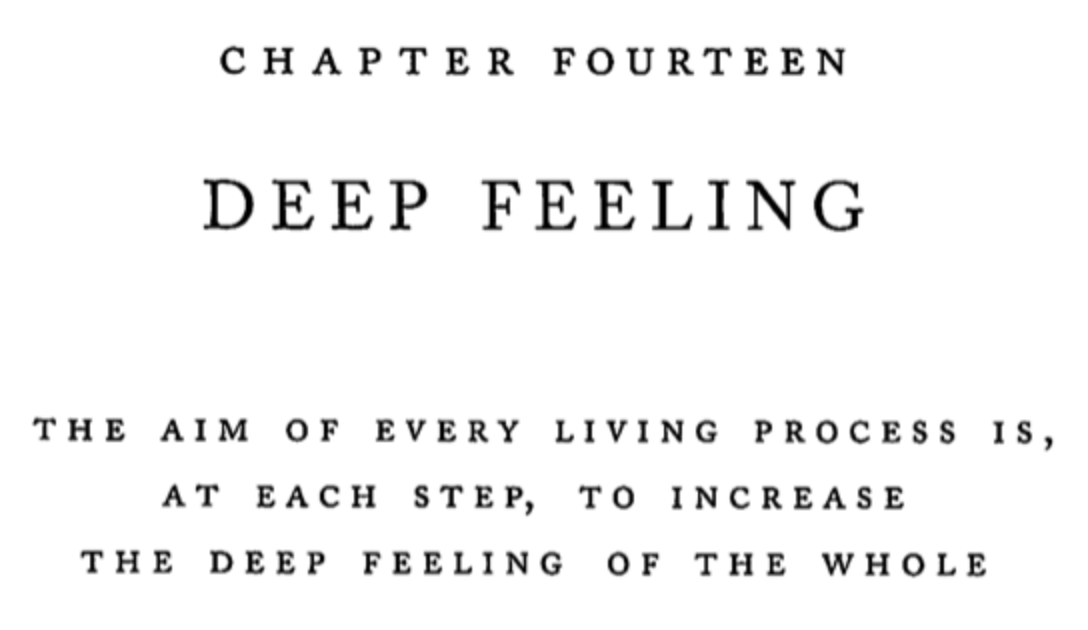 CHAPTER FOURTEEN
DEEP FEELING
THE AIM OF EVERY LIVING PROCESS IS,
AT EACH STEP, TO INCREASE
THE DEEP FEELING OF THE WHOLE